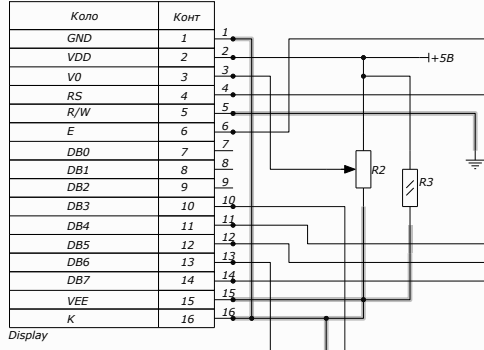 Коло Конт
GND 1 1
VDD 2 2 +5В
V0 3 3
RS 4 4
R/W 5 5
E 6 6
DB0 7 7
DB1 8 8 R2
DB2 9 9 R3
DB3 10 10
DB4 11 11
DB5 12 12
DB6 13 13
DB7 14 14
VEE 15 15
K 16 16
Display